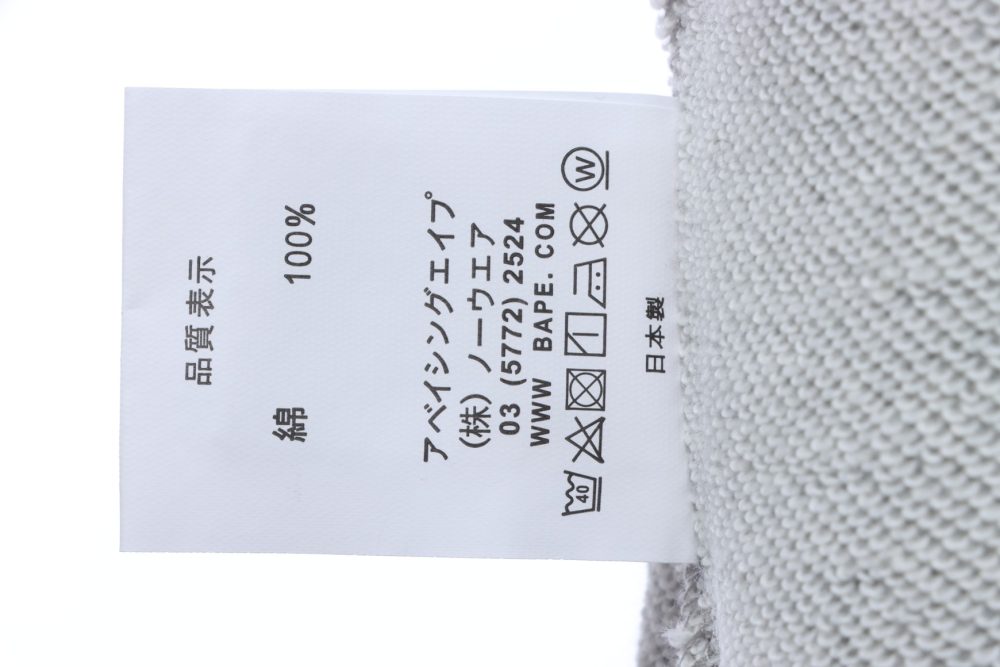 品質表示
綿 100%
アベイシングエイプ
(株)ノーウエア
03 (5772) 2524
WWW BAPE. COM
40 W
日本製